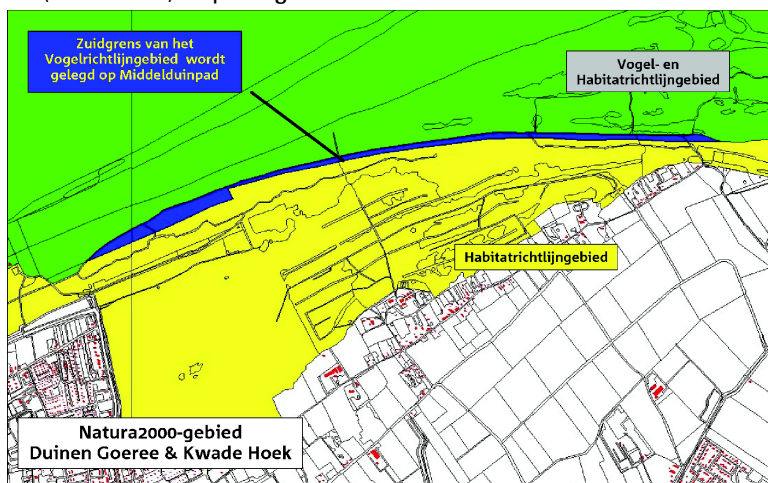 Zuidgrens van het
Vogelrichtlijngebied wordt
gelegd op Middelduinpad
Vogel- en
Habitatrichtlijngebied
Habitatrichtlijngebied
Natura2000-gebied
Duinen Goeree & Kwade Hoek